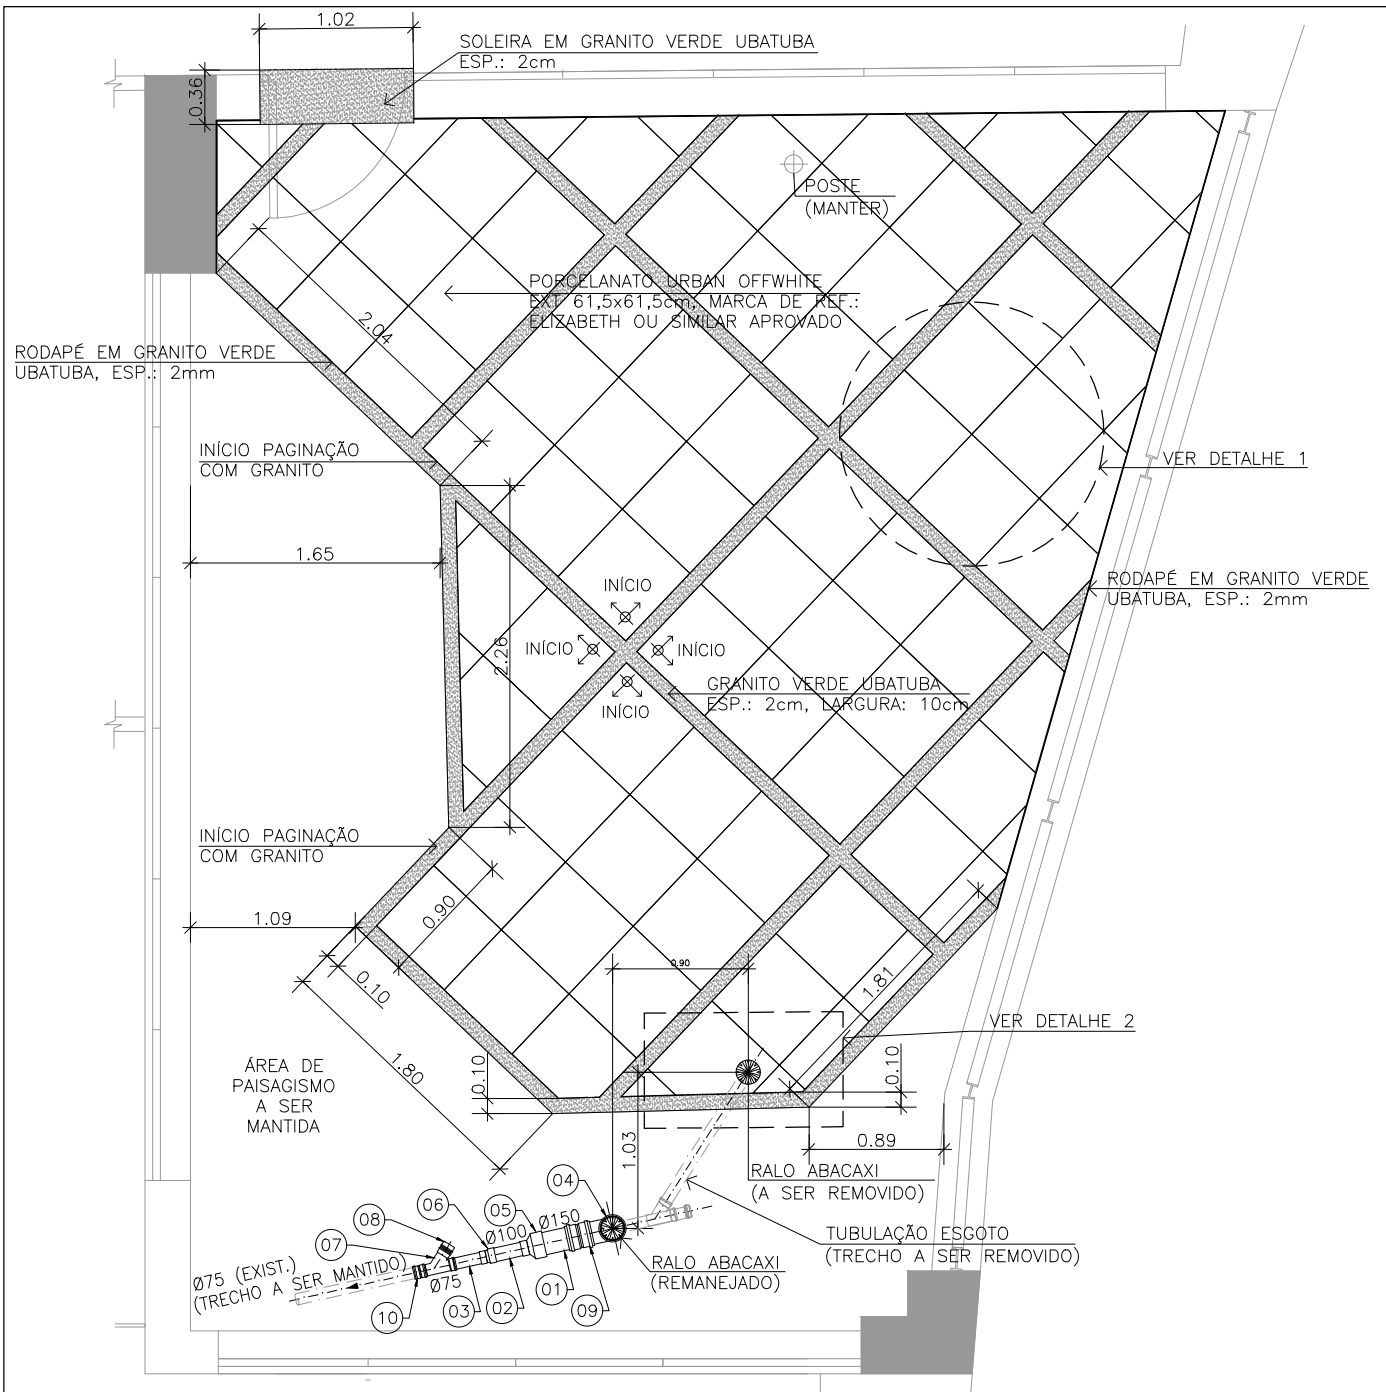 1.02
SOLEIRA EM GRANITO VERDE UBATUBA
ESP.: 2cm
0.36
POSTE
(MANTER)
PORCELANATO URBAN OFFWHITE
EXT 61,5x61,5cm, MARCA DE REF.:
ELIZABETH OU SIMILAR APROVADO
2.04
RODAPÉ EM GRANITO VERDE
UBATUBA, ESP.: 2mm
INÍCIO PAGINAÇÃO
COM GRANITO
VER DETALHE 1
1.65
RODAPÉ EM GRANITO VERDE
UBATUBA, ESP.: 2mm
INÍCIO
INÍCIO
INÍCIO
INÍCIO
2.26
GRANITO VERDE UBATUBA
ESP.: 2cm, LARGURA: 10cm
INÍCIO PAGINAÇÃO
COM GRANITO
0.90
1.09
0.10
0.90
1.81
VER DETALHE 2
1.80
0.10
0.10
ÁREA DE
PAISAGISMO
A SER
MANTIDA
1.03
0.89
RALO ABACAXI
(A SER REMOVIDO)
TUBULAÇÃO ESGOTO
(TRECHO A SER REMOVIDO)
RALO ABACAXI
(REMANEJADO)
04
05
06
08
07
Ø150
Ø100
Ø75
Ø75 (EXIST.)
(TRECHO A SER MANTIDO)
10
03
02
01
09